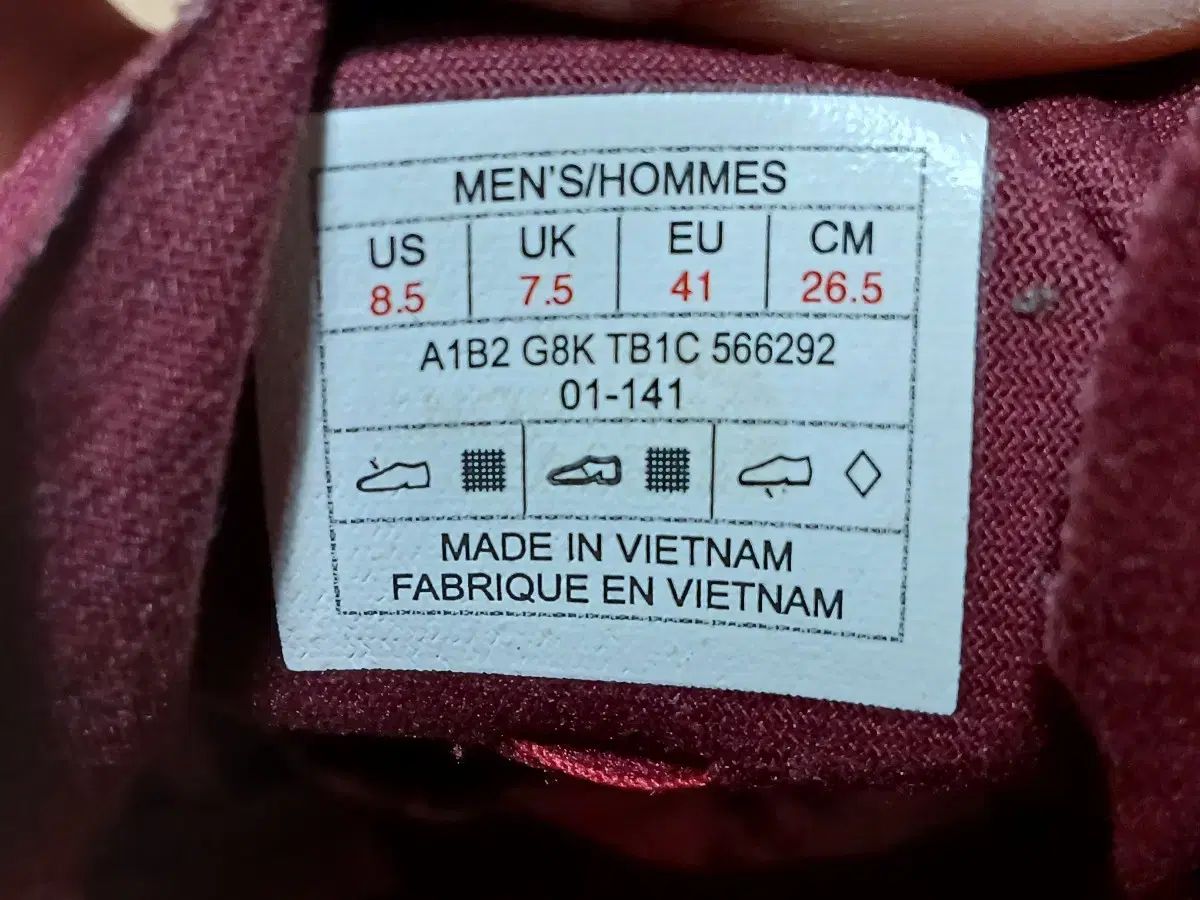 MEN'S/HOMMES
US UK EU CM
8.5 7.5 41 26.5
A1B2 G8K TB1C 566292
01-141
MADE IN VIETNAM
FABRIQUE EN VIETNAM